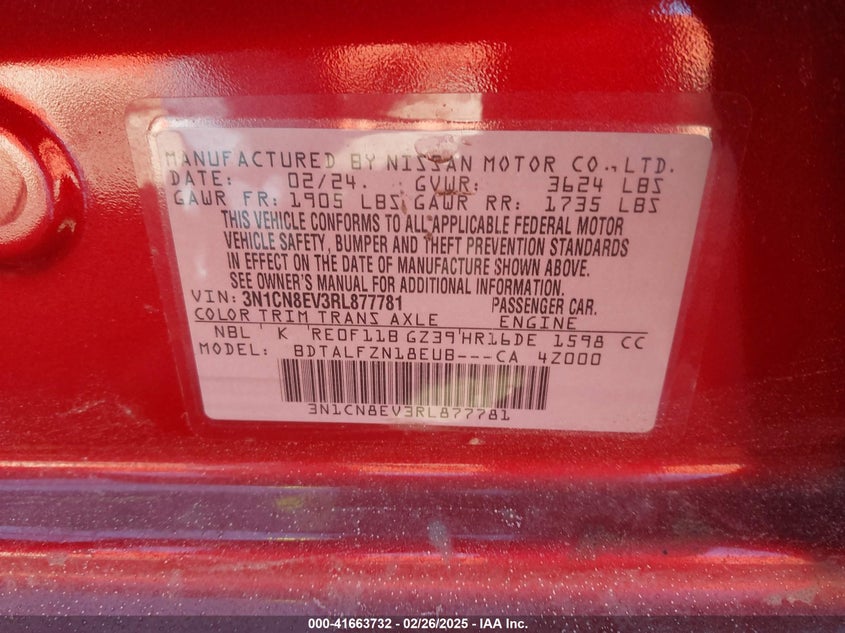 MANUFACTURED BY NISSAN MOTOR CO., LTD.
DATE: 02/24. GVWR: 3624 LBS
GAWR FR: 1905 LBS GAWR RR: 1735 LBS
THIS VEHICLE CONFORMS TO ALL APPLICABLE FEDERAL MOTOR
VEHICLE SAFETY, BUMPER AND THEFT PREVENTION STANDARDS
IN EFFECT ON THE DATE OF MANUFACTURE SHOWN ABOVE.
SEE OWNER'S MANUAL FOR ADDITIONAL INFORMATION.
VIN: 3N1CN8EV3RL877781 PASSENGER CAR.
COLOR TRIM TRANS AXLE ENGINE
NBL K RE0F11B GZ39 HR16DE 1598 CC
MODEL: BDTALFZN18EUB---CA 4Z000
3N1CN8EV3RL877781
000-41663732 - 02/26/2025 - IAA Inc.